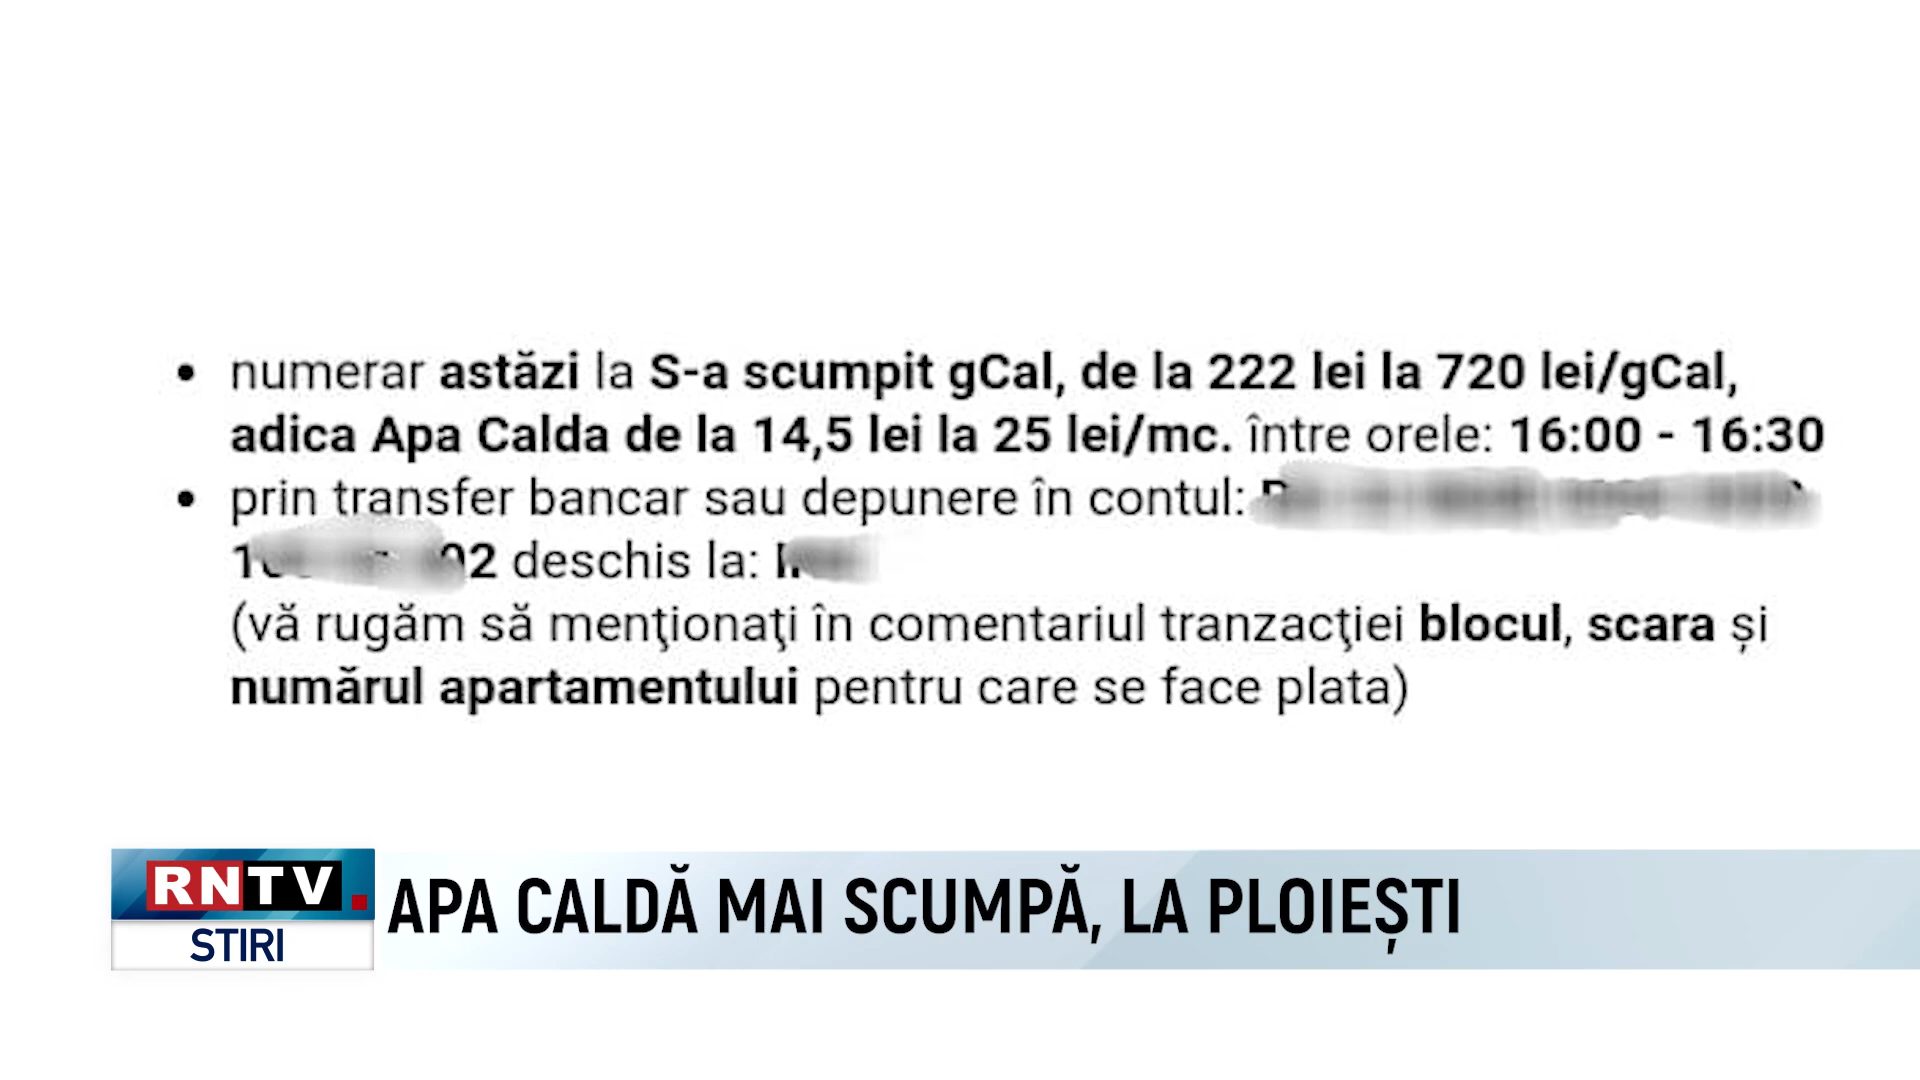 numerar astăzi la S-a scumpit gCal, de la 222 lei la 720 lei/gCal,
adica Apa Calda de la 14,5 lei la 25 lei/mc. între orele: 16:00 - 16:30
prin transfer bancar sau depunere în contul:
deschis la:
(vă rugăm să menţionaţi în comentariul tranzacţiei blocul, scara şi
numărul apartamentului pentru care se face plata)
RNTV.
STIRI
APA CALDĂ MAI SCUMPĂ, LA PLOIEȘTI